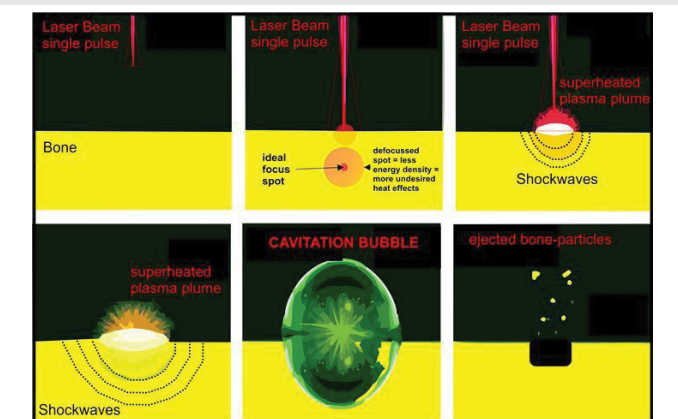 Laser Beam
single pulse
Bone
Laser Beam
single pulse
ideal
focus
spot
defocussed
spot = less
energy density =
more undesired
heat effects
Laser Beam
single pulse
superheated
plasma plume
Shockwaves
superheated
plasma plume
Shockwaves
CAVITATION BUBBLE
ejected bone-particles